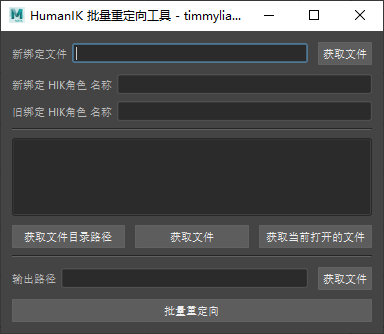 HumanIK 批量重定向工具 - timmylia...
新绑定文件 获取文件
新绑定 HIK角色 名称
旧绑定 HIK角色 名称
获取文件目录路径 获取文件 获取当前打开的文件
输出路径 获取文件
批量重定向